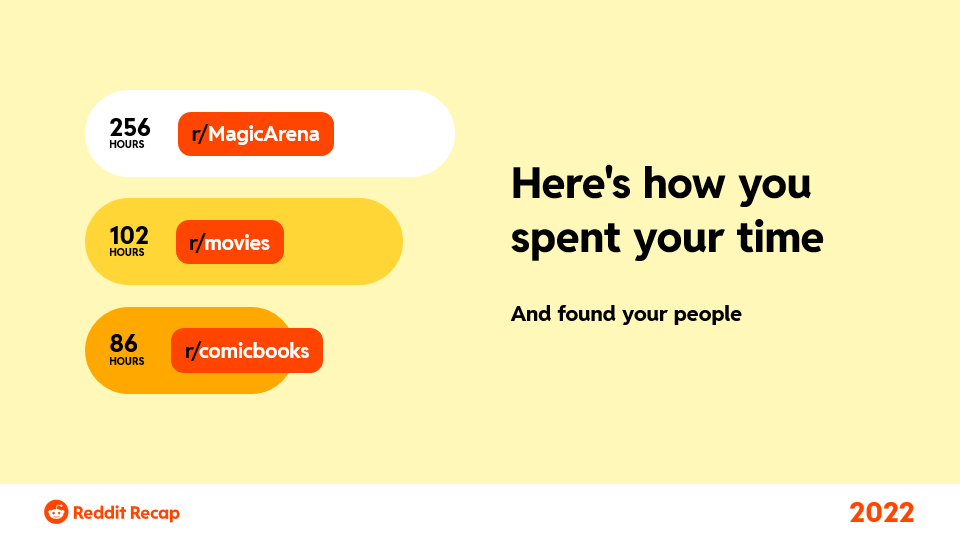 256
HOURS
r/MagicArena
102
HOURS
r/movies
86
HOURS
r/comicbooks
Here's how you
spent your time
And found your people
Reddit Recap
2022